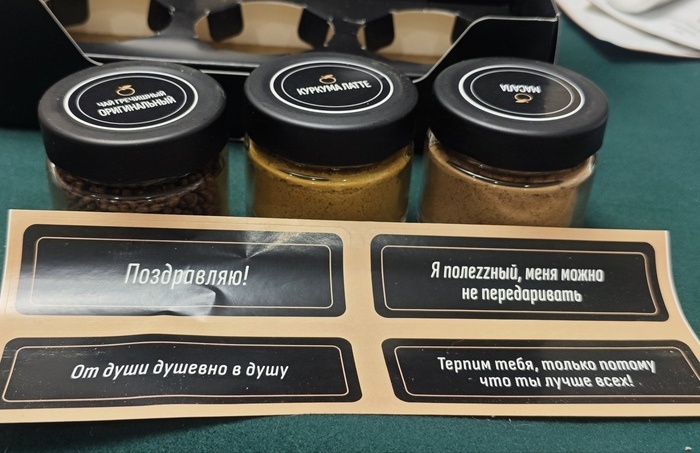 ЧАЙ ГРЕЧИШНЫЙ
ОРИГИНАЛЬНЫЙ
КУРКУМА ЛАТТЕ
МАСАЛА
Поздравляю!
Я полеzzный, меня можно
не передаривать
От души душевно в душу
Терпим тебя, только потому
что ты лучше всех!